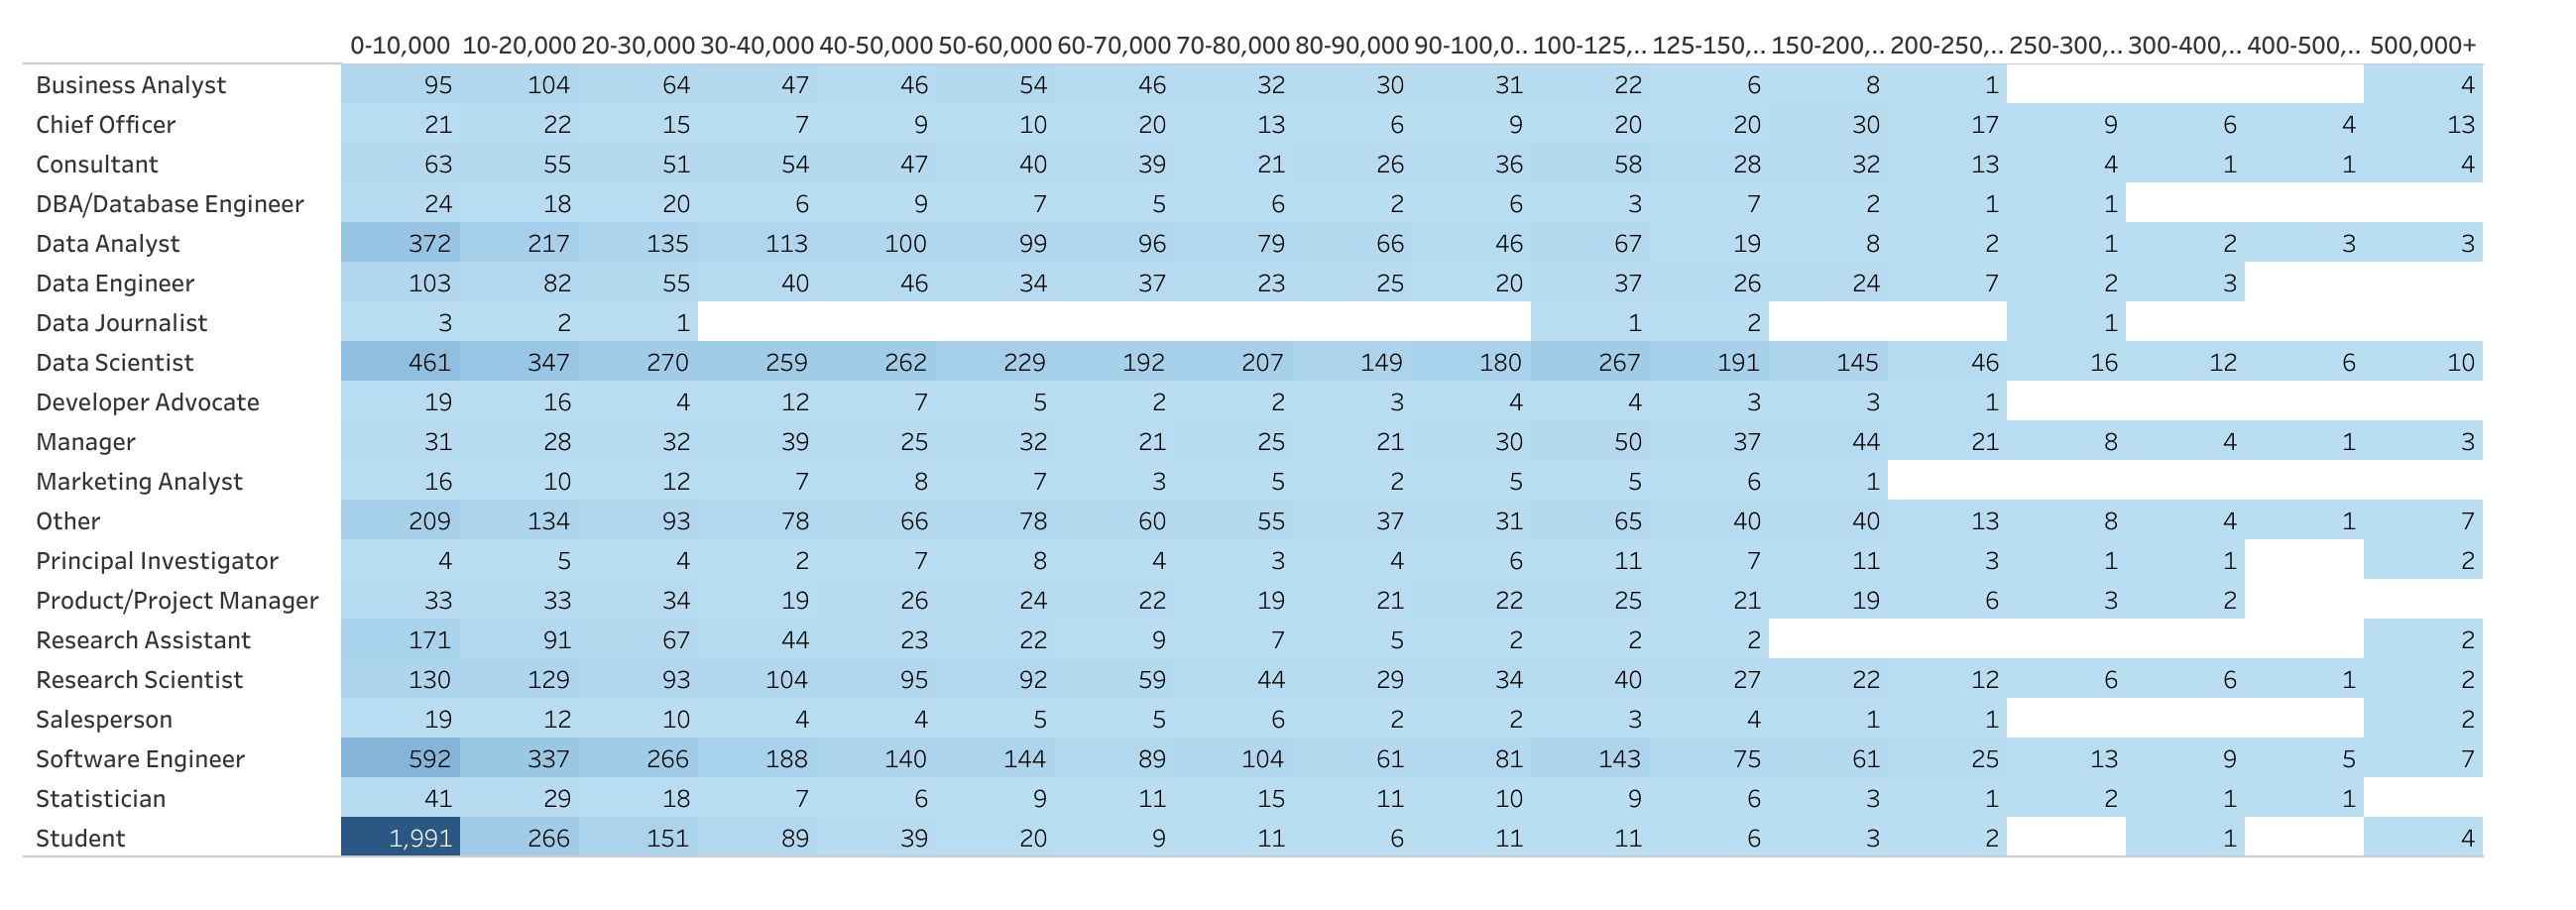 0-10,000 10-20,000 20-30,000 30-40,000 40-50,000 50-60,000 60-70,000 70-80,000 80-90,000 90-100,0.. 100-125,.. 125-150,.. 150-200,.. 200-250,.. 250-300,.. 300-400,.. 400-500,.. 500,000+
Business Analyst 95 104 64 47 46 54 46 32 30 31 22 6 8 1 4
Chief Officer 21 22 15 7 9 10 20 13 6 9 20 20 30 17 9 6 4 13
Consultant 63 55 51 54 47 40 39 21 26 36 58 28 32 13 4 1 1 4
DBA/Database Engineer 24 18 20 6 9 7 5 6 2 6 3 7 2 1 1
Data Analyst 372 217 135 113 100 99 96 79 66 46 67 19 8 2 1 2 3 3
Data Engineer 103 82 55 40 46 34 37 23 25 20 37 26 24 7 2 3
Data Journalist 3 2 1 1 2 1
Data Scientist 461 347 270 259 262 229 192 207 149 180 267 191 145 46 16 12 6 10
Developer Advocate 19 16 4 12 7 5 2 2 3 4 4 3 3 1
Manager 31 28 32 39 25 32 21 25 21 30 50 37 44 21 8 4 1 3
Marketing Analyst 16 10 12 7 8 7 3 5 2 5 5 6 1
Other 209 134 93 78 66 78 60 55 37 31 65 40 40 13 8 4 1 7
Principal Investigator 4 5 4 2 7 8 4 3 4 6 11 7 11 3 1 1 2
Product/Project Manager 33 33 34 19 26 24 22 19 21 22 25 21 19 6 3 2
Research Assistant 171 91 67 44 23 22 9 7 5 2 2 2 2
Research Scientist 130 129 93 104 95 92 59 44 29 34 40 27 22 12 6 6 1 2
Salesperson 19 12 10 4 4 5 5 6 2 2 3 4 1 1 2
Software Engineer 592 337 266 188 140 144 89 104 61 81 143 75 61 25 13 9 5 7
Statistician 41 29 18 7 6 9 11 15 11 10 9 6 3 1 2 1 1
Student 1,991 266 151 89 39 20 9 11 6 11 11 6 3 2 1 4